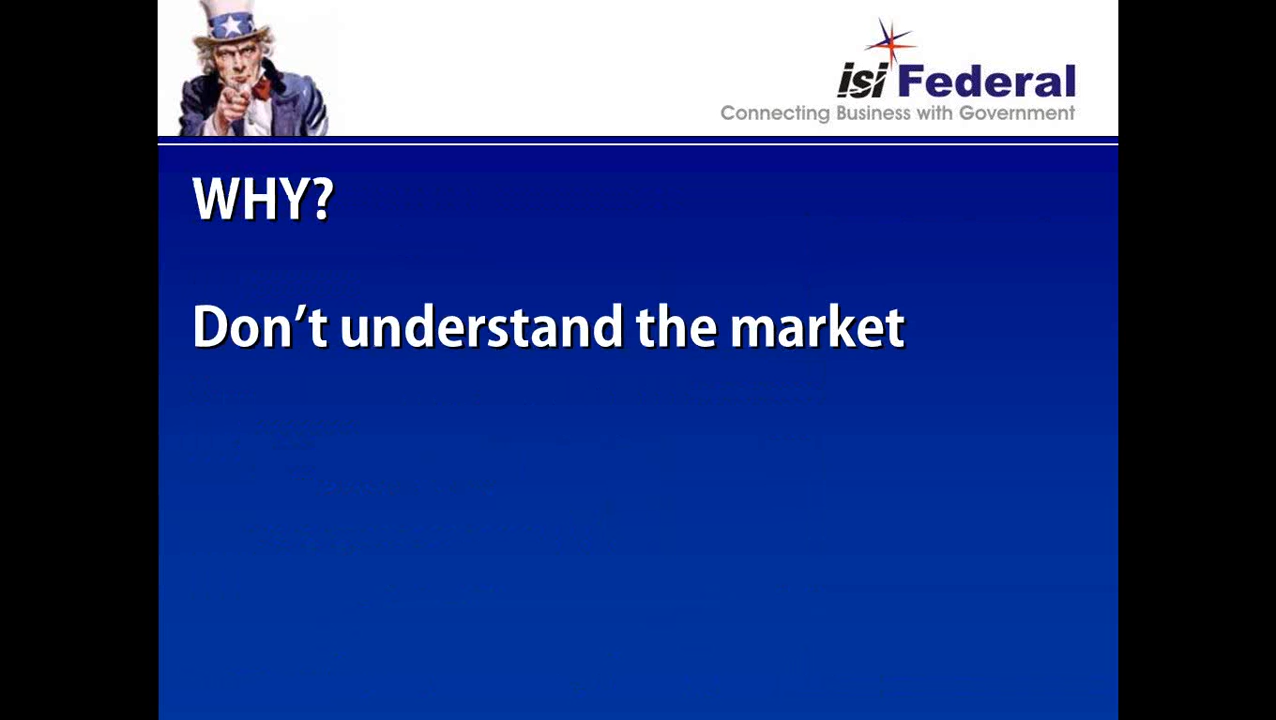 isi Federal
Connecting Business with Government
WHY?
Don’t understand the market